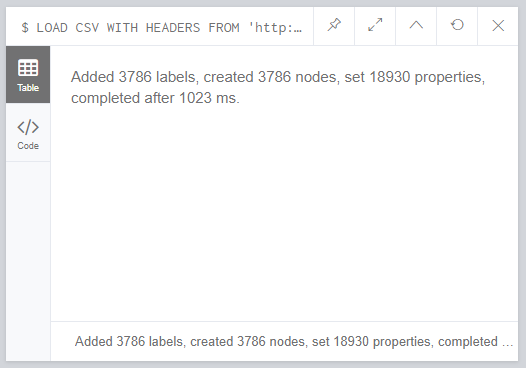 $ LOAD CSV WITH HEADERS FROM 'http:…
Table
Added 3786 labels, created 3786 nodes, set 18930 properties,
completed after 1023 ms.
Code
Added 3786 labels, created 3786 nodes, set 18930 properties, completed …